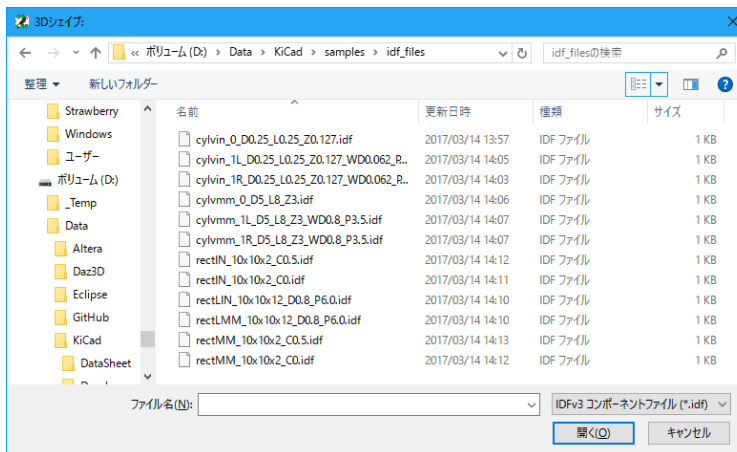 3Dシェイプ:
« ボリューム (D:) > Data > KiCad > samples > idf_files
idf_filesの検索
整理 新しいフォルダー
名前 更新日時 種類 サイズ
Strawberry
Windows
ユーザー
ボリューム (D:)
_Temp
Data
Altera
Daz3D
Eclipse
GitHub
KiCad
DataSheet
cylvin_0_D0.25_L0.25_Z0.127.idf 2017/03/14 13:57 IDF ファイル 1 KB
cylvin_1L_D0.25_L0.25_Z0.127_WD0.062_P... 2017/03/14 14:05 IDF ファイル 1 KB
cylvin_1R_D0.25_L0.25_Z0.127_WD0.062_P... 2017/03/14 14:03 IDF ファイル 1 KB
cylvmm_0_D5_L8_Z3.idf 2017/03/14 14:06 IDF ファイル 1 KB
cylvmm_1L_D5_L8_Z3_WD0.8_P3.5.idf 2017/03/14 14:07 IDF ファイル 1 KB
cylvmm_1R_D5_L8_Z3_WD0.8_P3.5.idf 2017/03/14 14:07 IDF ファイル 1 KB
rectIN_10x10x2_C0.5.idf 2017/03/14 14:12 IDF ファイル 1 KB
rectIN_10x10x2_C0.idf 2017/03/14 14:11 IDF ファイル 1 KB
rectLIN_10x10x12_D0.8_P6.0.idf 2017/03/14 14:10 IDF ファイル 1 KB
rectLMM_10x10x12_D0.8_P6.0.idf 2017/03/14 14:10 IDF ファイル 1 KB
rectMM_10x10x2_C0.5.idf 2017/03/14 14:13 IDF ファイル 1 KB
rectMM_10x10x2_C0.idf 2017/03/14 14:12 IDF ファイル 1 KB
ファイル名(N):
IDFv3 コンポーネントファイル (*.idf)
開く(O) キャンセル